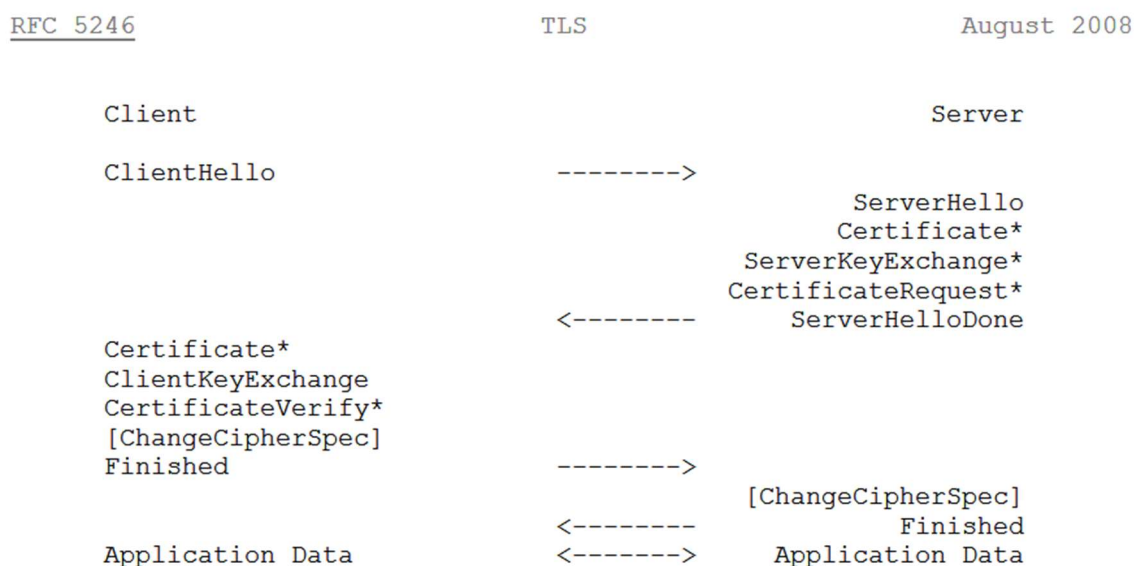 RFC 5246 TLS August 2008
Client Server
ClientHello -------->
ServerHello
Certificate*
ServerKeyExchange*
CertificateRequest*
<-------- ServerHelloDone
Certificate*
ClientKeyExchange
CertificateVerify*
[ChangeCipherSpec]
Finished -------->
[ChangeCipherSpec]
<-------- Finished
Application Data <-------> Application Data